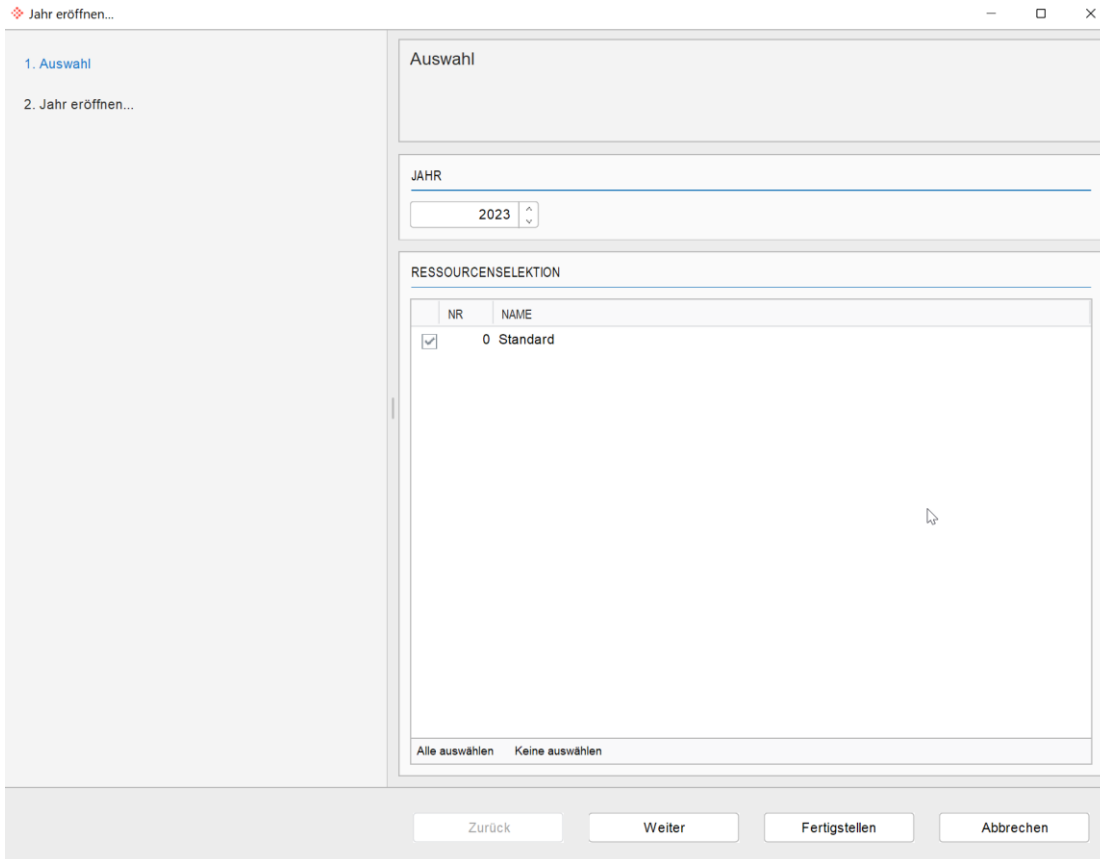 Jahr eröffnen...
1. Auswahl
2. Jahr eröffnen...
Auswahl
JAHR
2023
RESSOURCENSELEKTION
NR NAME
0 Standard
Alle auswählen Keine auswählen
Zurück Weiter Fertigstellen Abbrechen